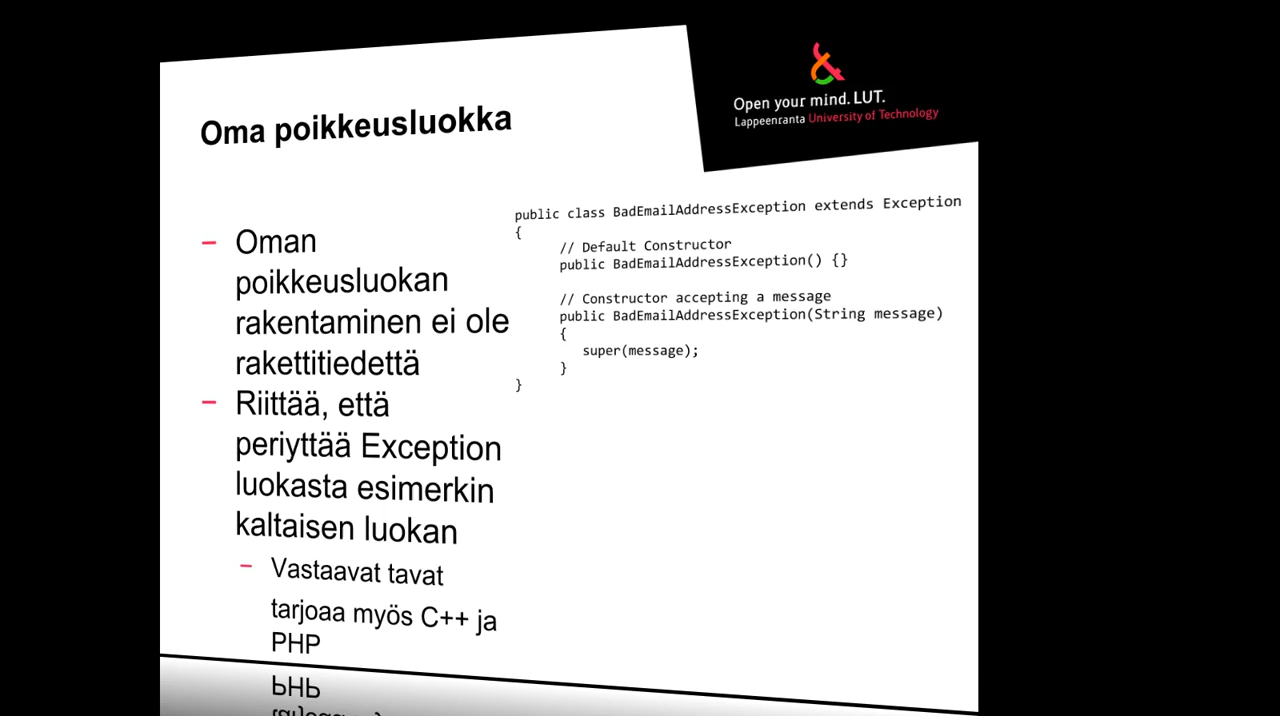 Open your mind. LUT.
Lappeenranta University of Technology
Oma poikkeusluokka
– Oman
poikkeusluokan
rakentaminen ei ole
rakettitiedettä
– Riittää, että
periyttää Exception
luokasta esimerkin
kaltaisen luokan
– Vastaavat tavat
tarjoaa myös C++ ja
PHP
public class BadEmailAddressException extends Exception
{
// Default Constructor
public BadEmailAddressException() {}
// Constructor accepting a message
public BadEmailAddressException(String message)
{
super(message);
}
}